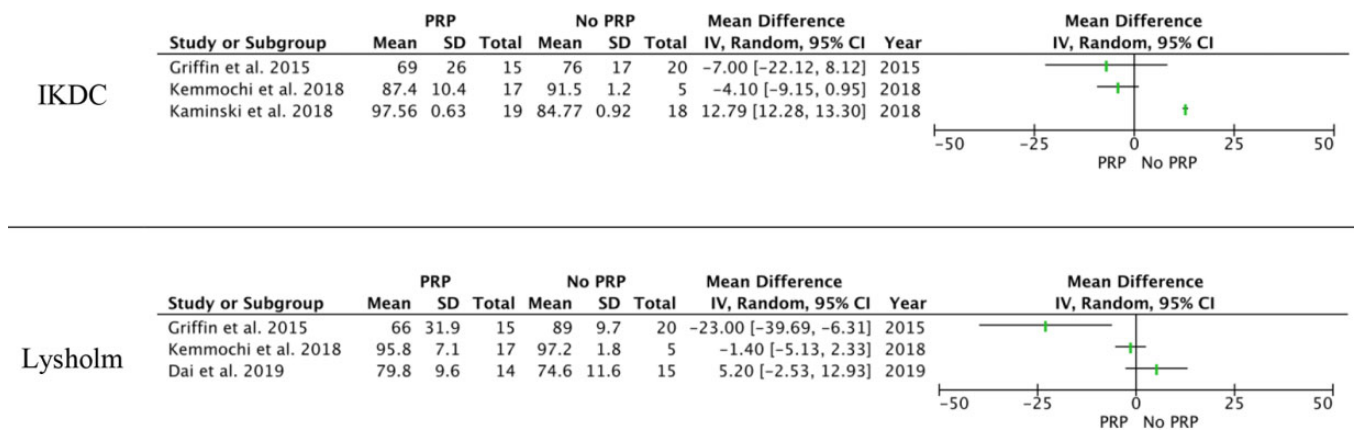 PRP No PRP Mean Difference Mean Difference
Study or Subgroup Mean SD Total Mean SD Total IV, Random, 95% CI Year IV, Random, 95% CI
Griffin et al. 2015 69 26 15 76 17 20 -7.00 [-22.12, 8.12] 2015
IKDC
Kemmochi et al. 2018 87.4 10.4 17 91.5 1.2 5 -4.10 [-9.15, 0.95] 2018
Kaminski et al. 2018 97.56 0.63 19 84.77 0.92 18 12.79 [12.28, 13.30] 2018
-50 -25 0 25 50
PRP No PRP
PRP No PRP Mean Difference Mean Difference
Study or Subgroup Mean SD Total Mean SD Total IV, Random, 95% CI Year IV, Random, 95% CI
Griffin et al. 2015 66 31.9 15 89 9.7 20 -23.00 [-39.69, -6.31] 2015
Lysholm
Kemmochi et al. 2018 95.8 7.1 17 97.2 1.8 5 -1.40 [-5.13, 2.33] 2018
Dai et al. 2019 79.8 9.6 14 74.6 11.6 15 5.20 [-2.53, 12.93] 2019
-50 -25 0 25 50
PRP No PRP